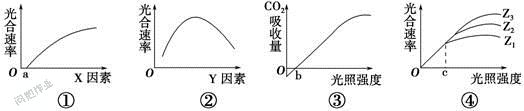 光合速率
O
a
X 因素
①
光合速率
O
Y 因素
②
CO₂
吸收量
O
b
光照强度
③
光合速率
Z₃
Z₂
Z₁
O
c
光照强度
④